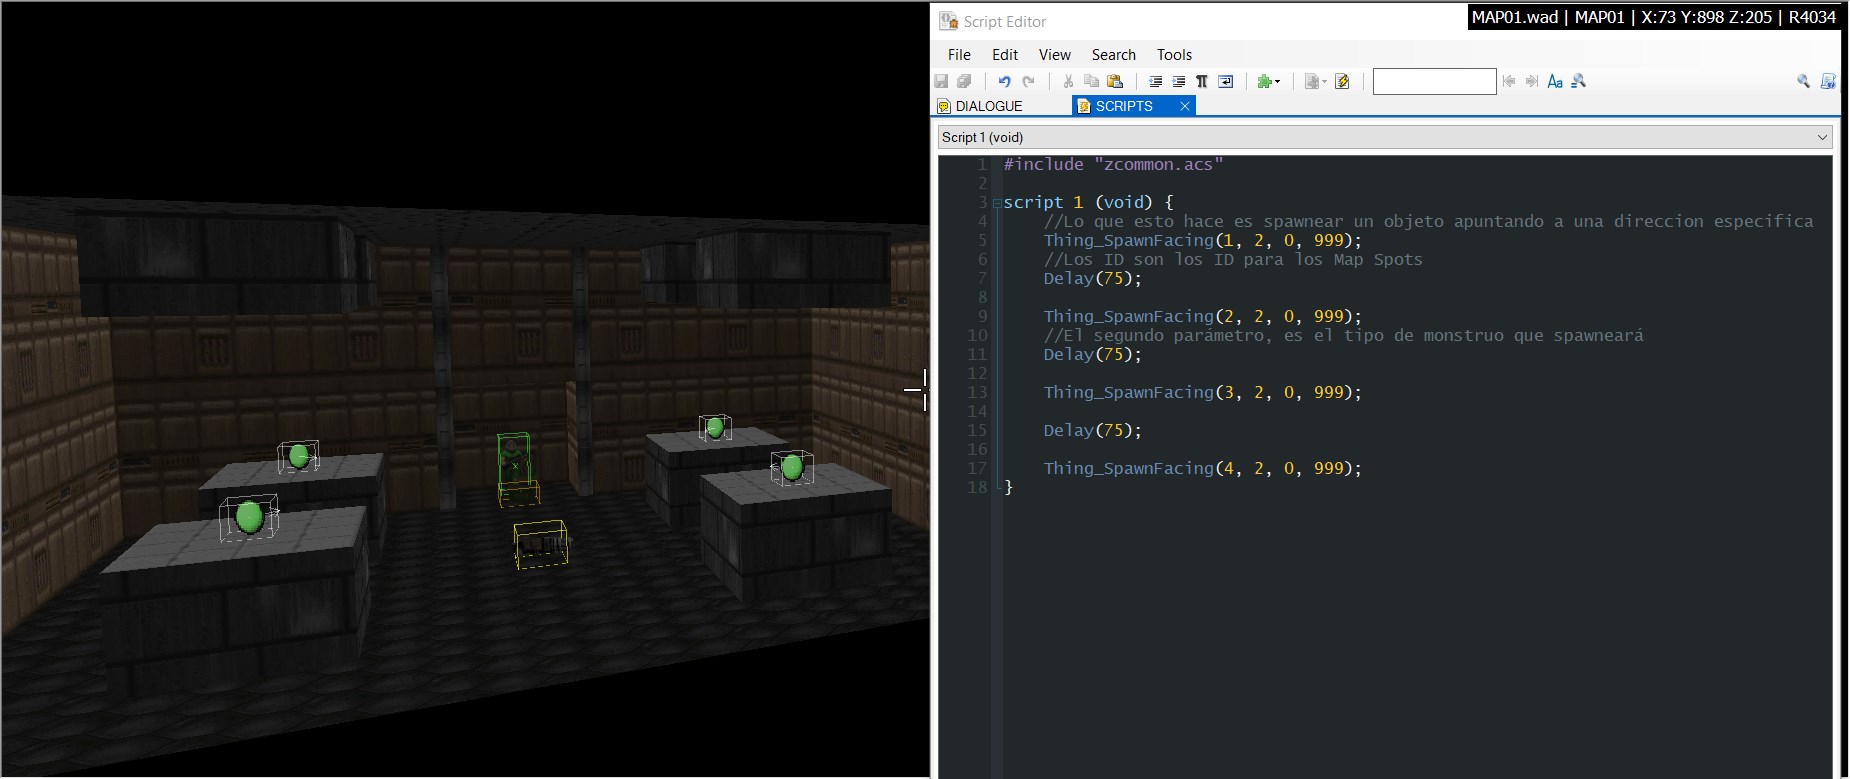 Script Editor
MAP01.wad | MAP01 | X:73 Y:898 Z:205 | R4034
File Edit View Search Tools
DIALOGUE SCRIPTS
Script 1 (void)
1 #include "zcommon.acs"
2
3 script 1 (void) {
4 //Lo que esto hace es spawnear un objeto apuntando a una direccion especifica
5 Thing_SpawnFacing(1, 2, 0, 999);
6 //Los ID son los ID para los Map Spots
7 Delay(75);
8
9 Thing_SpawnFacing(2, 2, 0, 999);
10 //El segundo parámetro, es el tipo de monstruo que spawneará
11 Delay(75);
12
13 Thing_SpawnFacing(3, 2, 0, 999);
14
15 Delay(75);
16
17 Thing_SpawnFacing(4, 2, 0, 999);
18 }